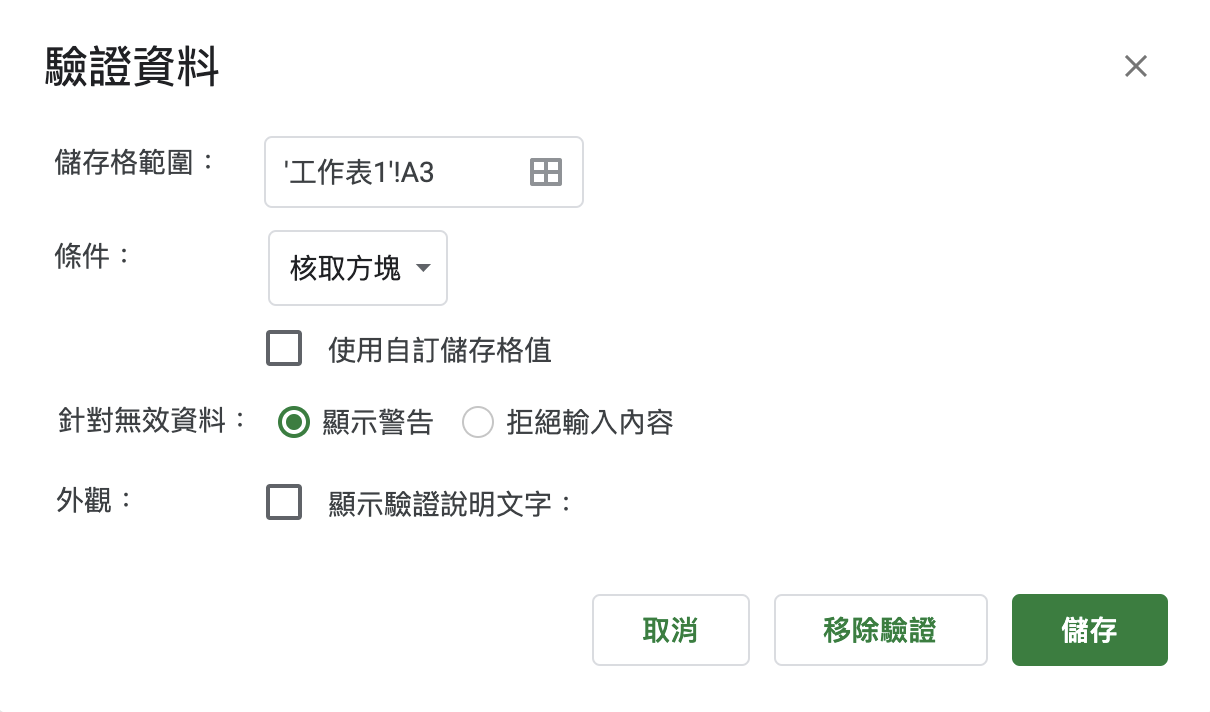 驗證資料
儲存格範圍：
'工作表1'!A3
條件：
核取方塊
使用自訂儲存格值
針對無效資料： 顯示警告 拒絕輸入內容
外觀：
顯示驗證說明文字：
取消 移除驗證 儲存